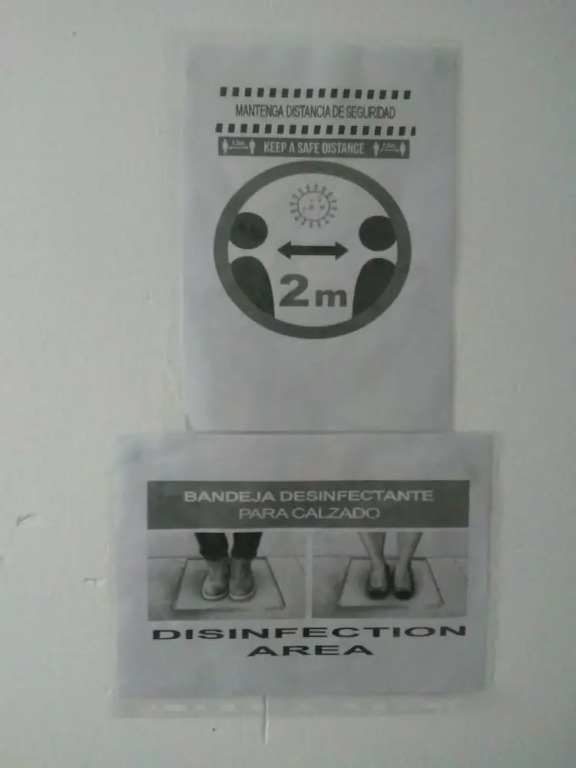 MANTENGA DISTANCIA DE SEGURIDAD
KEEP A SAFE DISTANCE
2m
BANDEJA DESINFECTANTE
PARA CALZADO
DISINFECTION
AREA